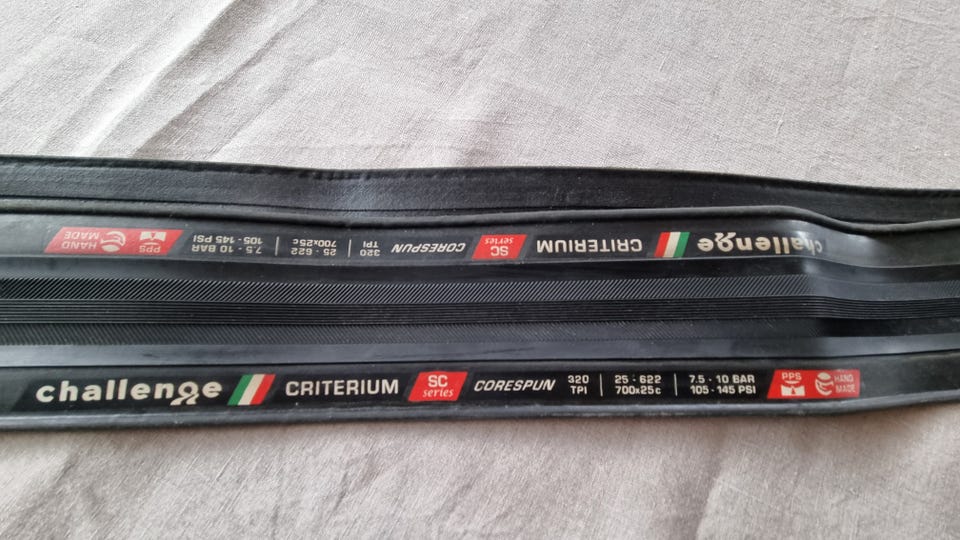 challenge CRITERIUM SC series CORESPUN 320 TPI 25 - 622 700x25c 7.5 - 10 BAR 105 - 145 PSI PPS HAND MADE
challenge CRITERIUM SC series CORESPUN 320 TPI 25 - 622 700x25c 7.5 - 10 BAR 105 - 145 PSI PPS HAND MADE